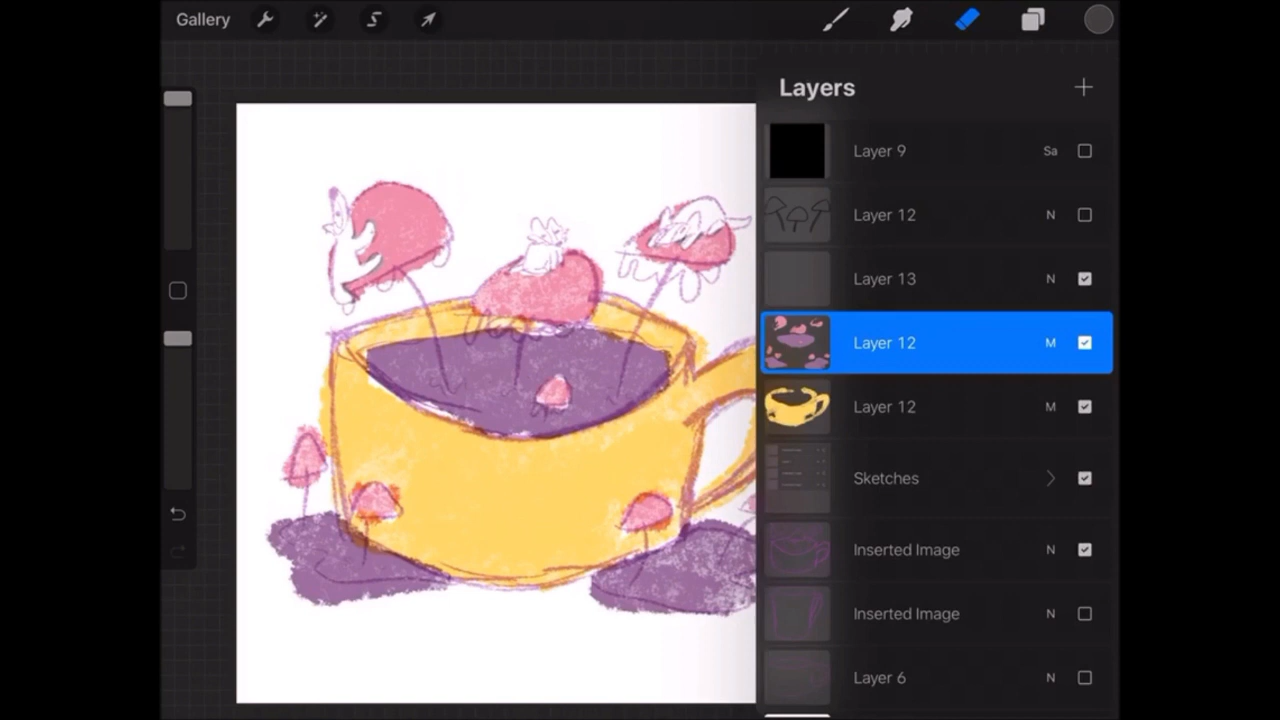 Gallery
Layers
Layer 9 Sa
Layer 12 N
Layer 13 N
Layer 12 M
Layer 12 M
Sketches
Inserted Image N
Inserted Image N
Layer 6 N